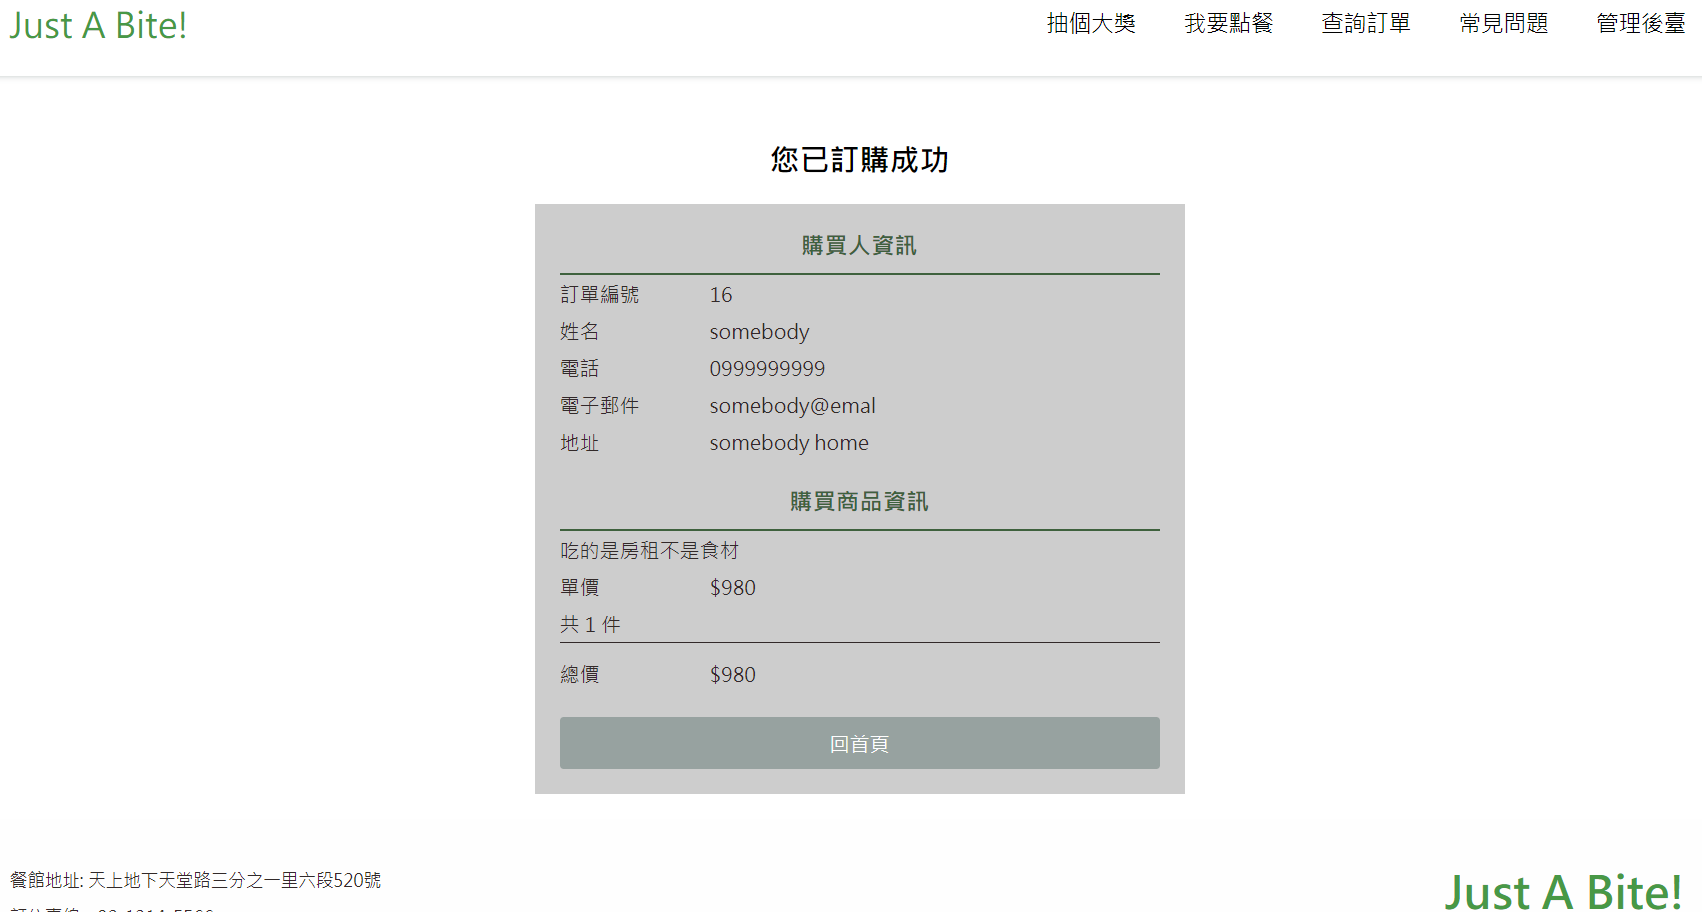 Just A Bite!
抽個大獎 我要點餐 查詢訂單 常見問題 管理後臺
您已訂購成功
購買人資訊
訂單編號 16
姓名 somebody
電話 0999999999
電子郵件 somebody@emal
地址 somebody home
購買商品資訊
吃的是房租不是食材
單價 $980
共 1 件
總價 $980
回首頁
餐館地址: 天上地下天堂路三分之一里六段520號
Just A Bite!